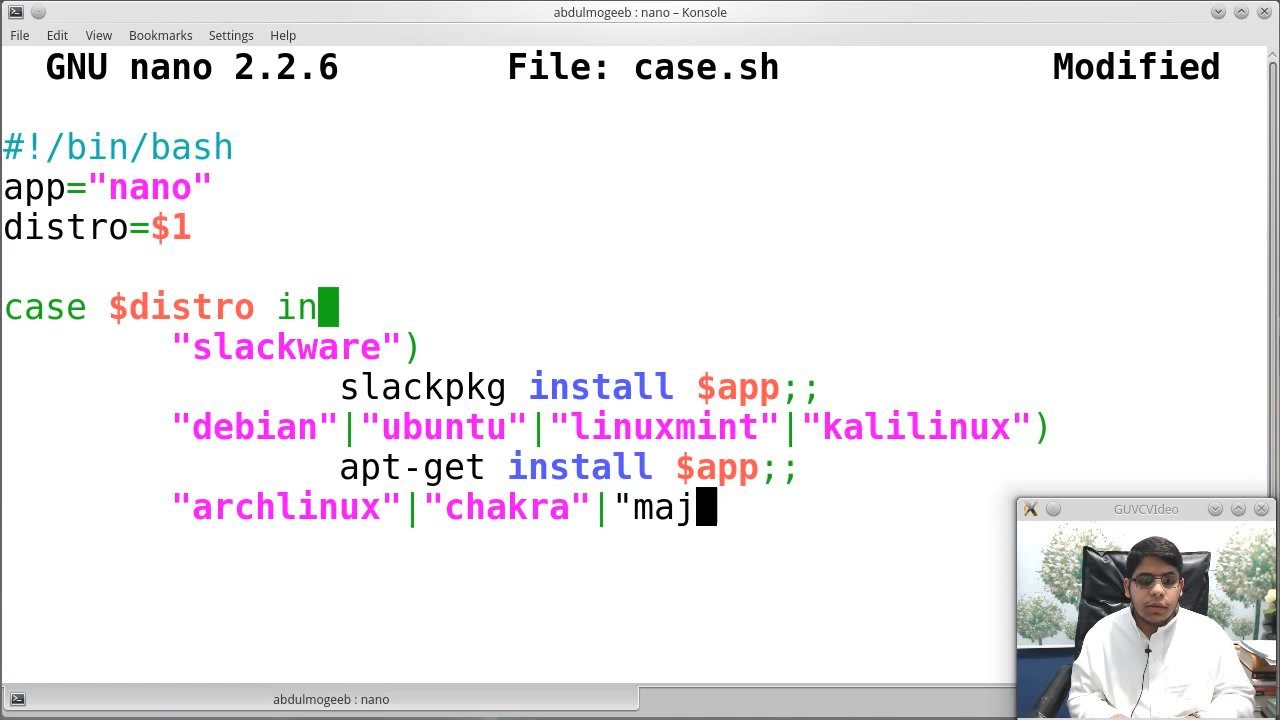 abdulmogeeb : nano – Konsole
File Edit View Bookmarks Settings Help
GNU nano 2.2.6 File: case.sh Modified
#!/bin/bash
app="nano"
distro=$1
case $distro in
"slackware")
slackpkg install $app;;
"debian"|"ubuntu"|"linuxmint"|"kalilinux")
apt-get install $app;;
"archlinux"|"chakra"|"maj
GUVCVIdeo
abdulmogeeb : nano